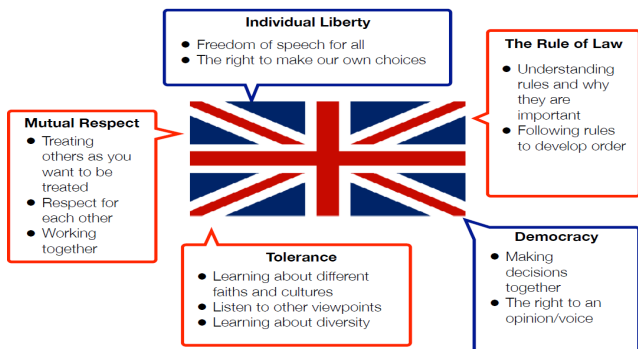 Individual Liberty
● Freedom of speech for all
● The right to make our own choices
The Rule of Law
● Understanding
rules and why
they are
important
● Following rules
to develop order
Mutual Respect
● Treating
others as you
want to be
treated
● Respect for
each other
● Working
together
Tolerance
● Learning about different
faiths and cultures
● Listen to other viewpoints
● Learning about diversity
Democracy
● Making
decisions
together
● The right to an
opinion/voice